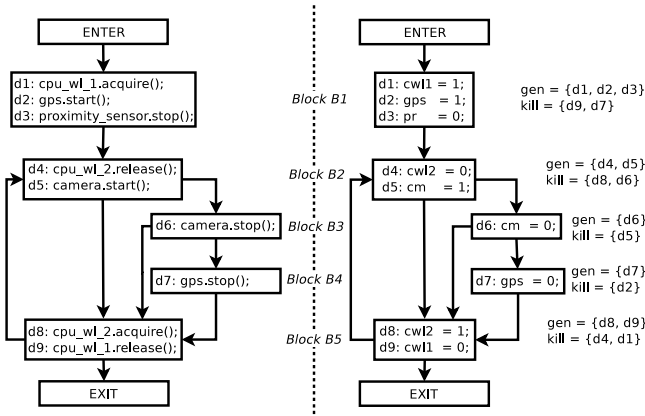 ENTER
d1: cpu_wl_1.acquire();
d2: gps.start();
d3: proximity_sensor.stop();
d4: cpu_wl_2.release();
d5: camera.start();
d6: camera.stop();
d7: gps.stop();
d8: cpu_wl_2.acquire();
d9: cpu_wl_1.release();
EXIT
Block B1
Block B2
Block B3
Block B4
Block B5
ENTER
d1: cwl1 = 1;
d2: gps = 1;
d3: pr = 0;
gen = {d1, d2, d3}
kill = {d9, d7}
d4: cwl2 = 0;
d5: cm = 1;
gen = {d4, d5}
kill = {d8, d6}
d6: cm = 0;
gen = {d6}
kill = {d5}
d7: gps = 0;
gen = {d7}
kill = {d2}
d8: cwl2 = 1;
d9: cwl1 = 0;
gen = {d8, d9}
kill = {d4, d1}
EXIT